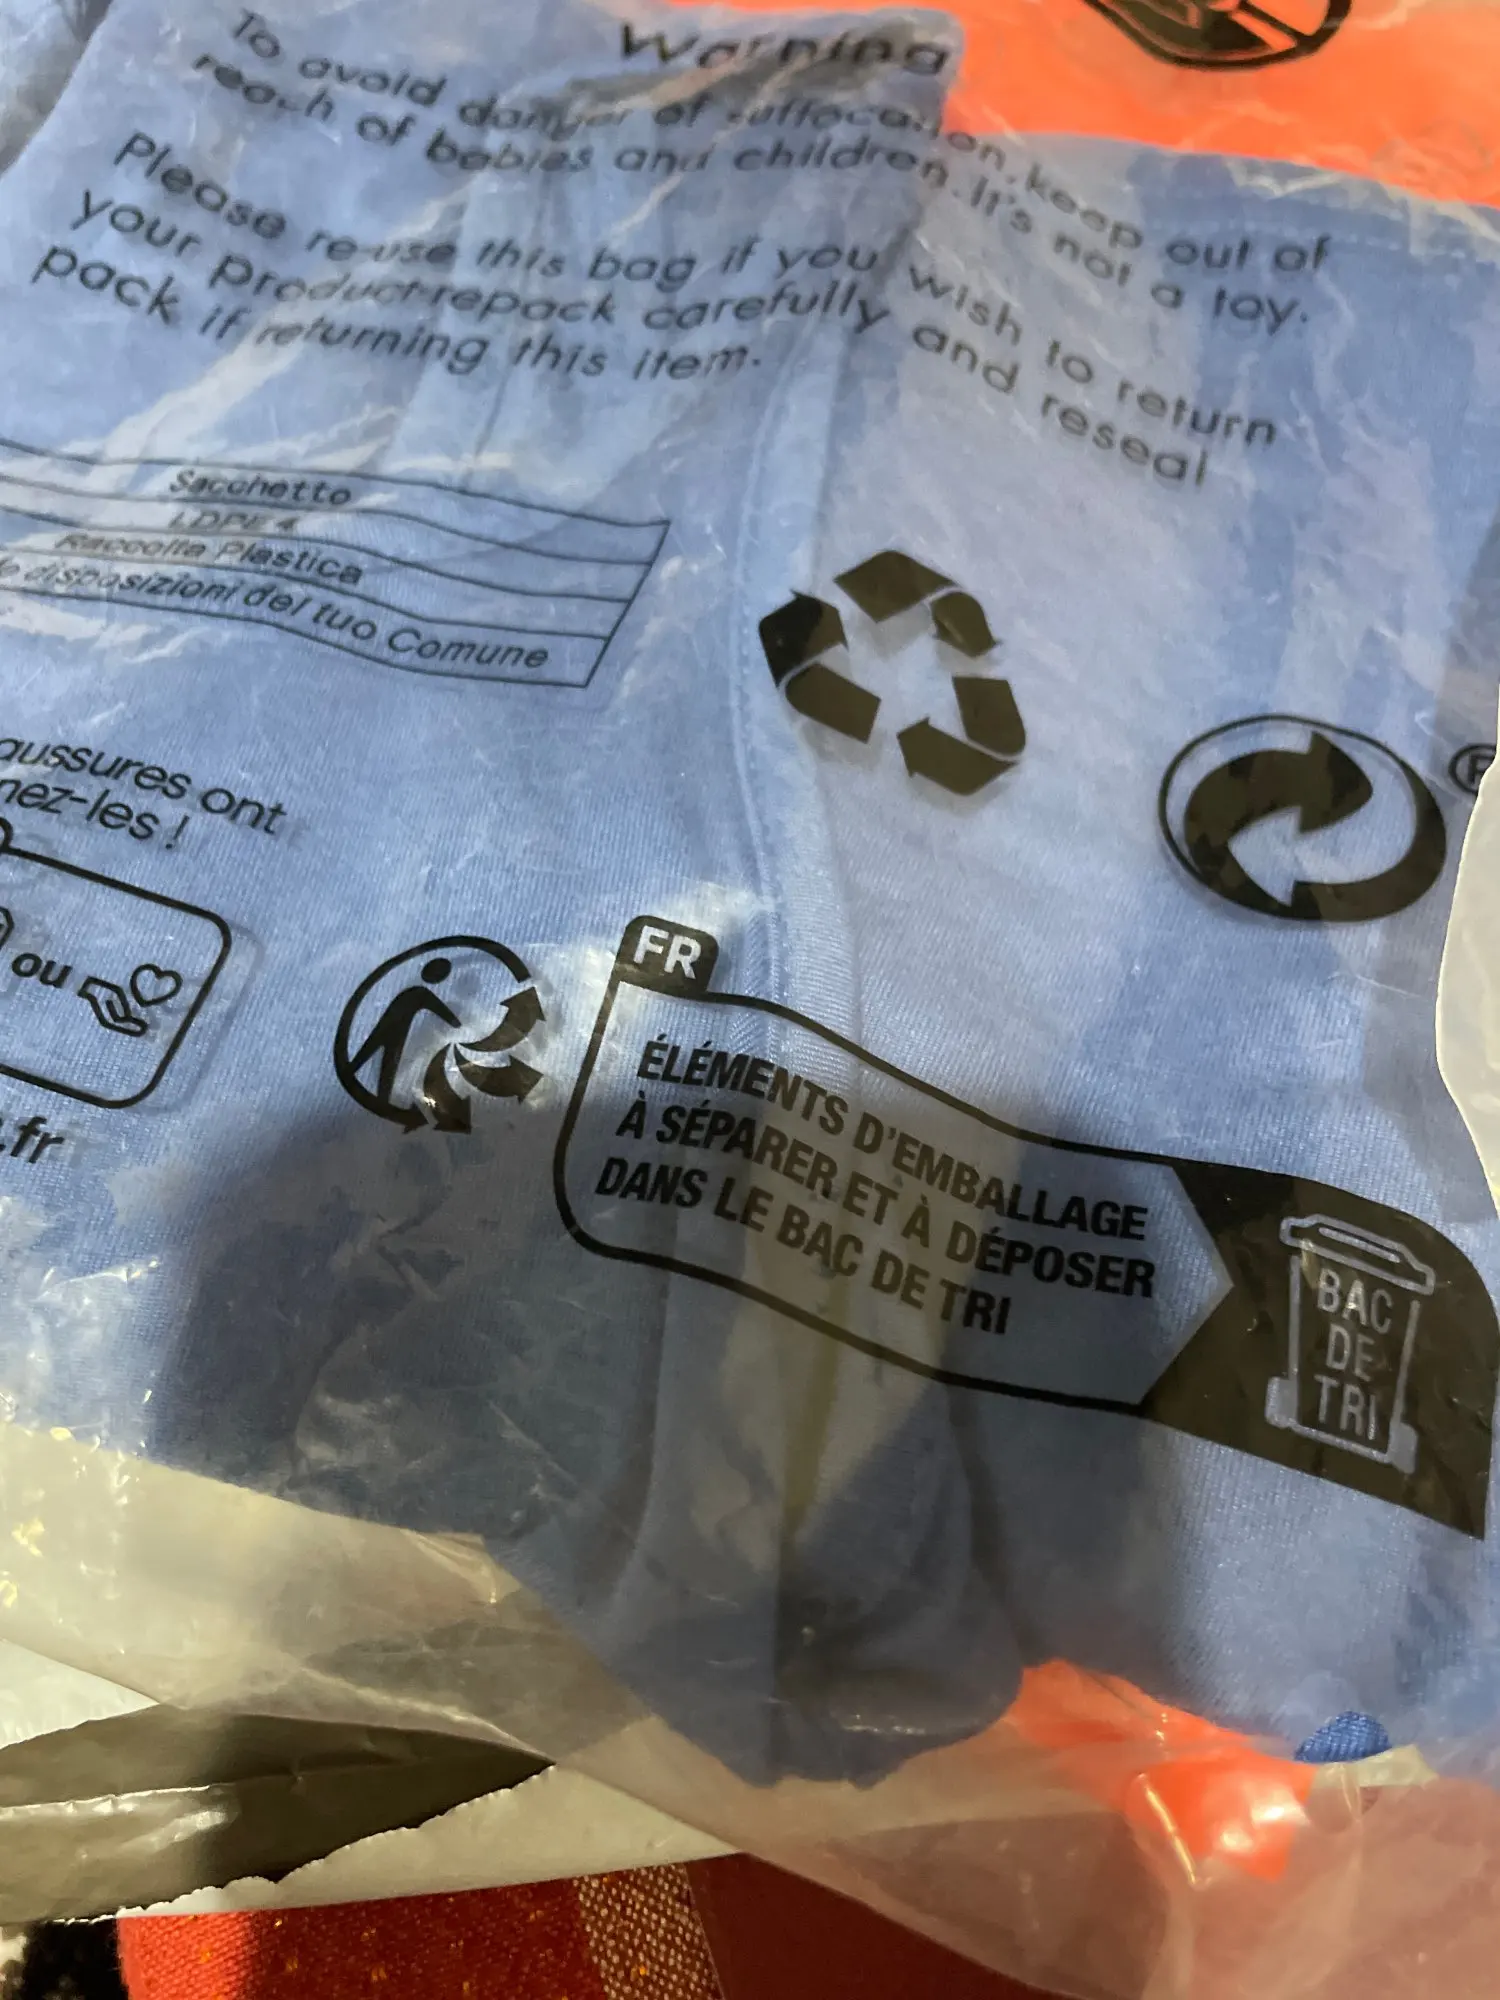 Warning
To avoid danger of suffocation, keep out of
reach of babies and children. It's not a toy.
Please re-use this bag if you wish to return
your product-repack carefully and reseal
pack if returning this item.
Sacchetto
LDPE 4
Raccolta Plastica
disposizioni del tuo Comune
aussures ont
nez-les !
ou
.fr
®
FR
ÉLÉMENTS D'EMBALLAGE
À SÉPARER ET À DÉPOSER
DANS LE BAC DE TRI
BAC
DE
TRI